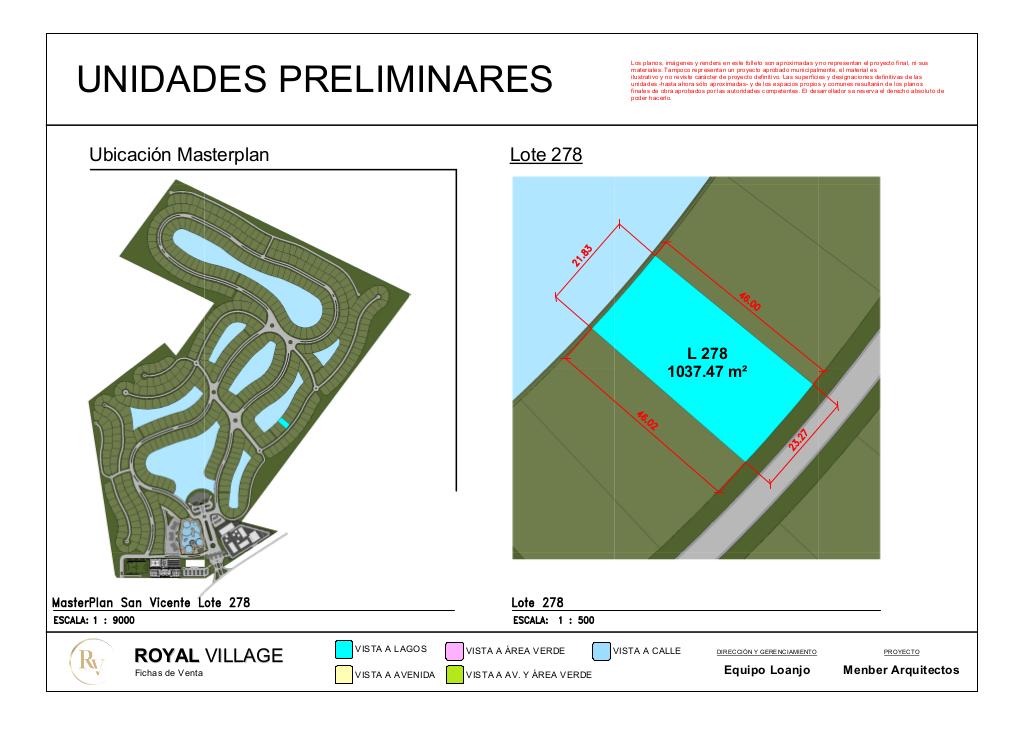 UNIDADES PRELIMINARES
Los planos, imágenes y renders en este folleto son aproximadas y no representan el proyecto final, ni sus
materiales. Tampoco representan un proyecto aprobado municipalmente, el material es
ilustrativo y no reviste carácter de proyecto definitivo. Las superficies y designaciones definitivas de las
unidades -hasta ahora sólo aproximadas- y de los espacios propios y comunes resultarán de los planos
finales de obra aprobados por las autoridades competentes. El desarrollador se reserva el derecho absoluto de
poder hacerlo.
Ubicación Masterplan
Lote 278
21.83
46.00
L 278
1037.47 m²
46.02
23.27
MasterPlan San Vicente Lote 278
ESCALA: 1 : 9000
Lote 278
ESCALA: 1 : 500
RV
ROYAL VILLAGE
Fichas de Venta
VISTA A LAGOS
VISTA A ÁREA VERDE
VISTA A CALLE
VISTA A AVENIDA
VISTA A AV. Y ÁREA VERDE
DIRECCIÓN Y GERENCIAMIENTO
Equipo Loanjo
PROYECTO
Menber Arquitectos